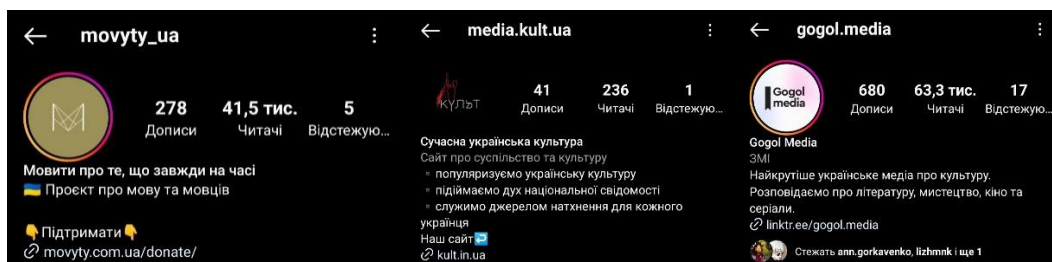 movyty_ua
278 41,5 тис. 5
Дописи Читачі Відстежую...
Мовити про те, що завжди на часі
🇺🇦 Проєкт про мову та мовців
👇Підтримати👇
movyty.com.ua/donate/
media.kult.ua
КУЛЬТ
41 236 1
Дописи Читачі Відстежую...
Сучасна українська культура
Сайт про суспільство та культуру
▫ популяризуємо українську культуру
▫ підіймаємо дух національної свідомості
▫ служимо джерелом натхнення для кожного
українця
Наш сайт↩️
kult.in.ua
gogol.media
Gogol
media
680 63,3 тис. 17
Дописи Читачі Відстежую...
Gogol Media
ЗМІ
Найкрутіше українське медіа про культуру.
Розповідаємо про літературу, мистецтво, кіно та
серіали.
linktr.ee/gogol.media
Стежать ann.gorkavenko, lizhmnk і ще 1